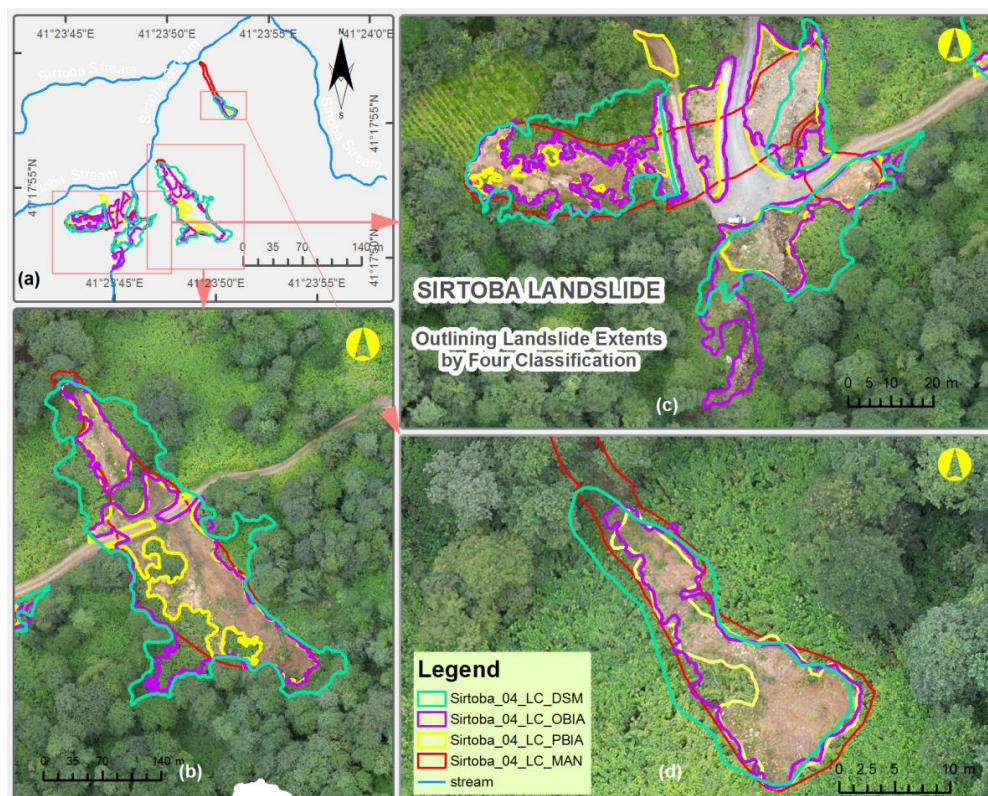 41°23'45"E 41°23'50"E 41°23'55"E 41°24'0"E
N
S
Sirtoba Stream
Sirtoba Stream
41°17'55"N
41°17'55"N
41°17'50"N
0 35 70 140 m
(a)
41°23'45"E 41°23'50"E 41°23'55"E
SIRTOBA LANDSLIDE
Outlining Landslide Extents
by Four Classification
0 5 10 20 m
(c)
0 35 70 140 m
(b)
Legend
Sirtoba_04_LC_DSM
Sirtoba_04_LC_OBIA
Sirtoba_04_LC_PBIA
Sirtoba_04_LC_MAN
stream
0 2.5 5 10 m
(d)